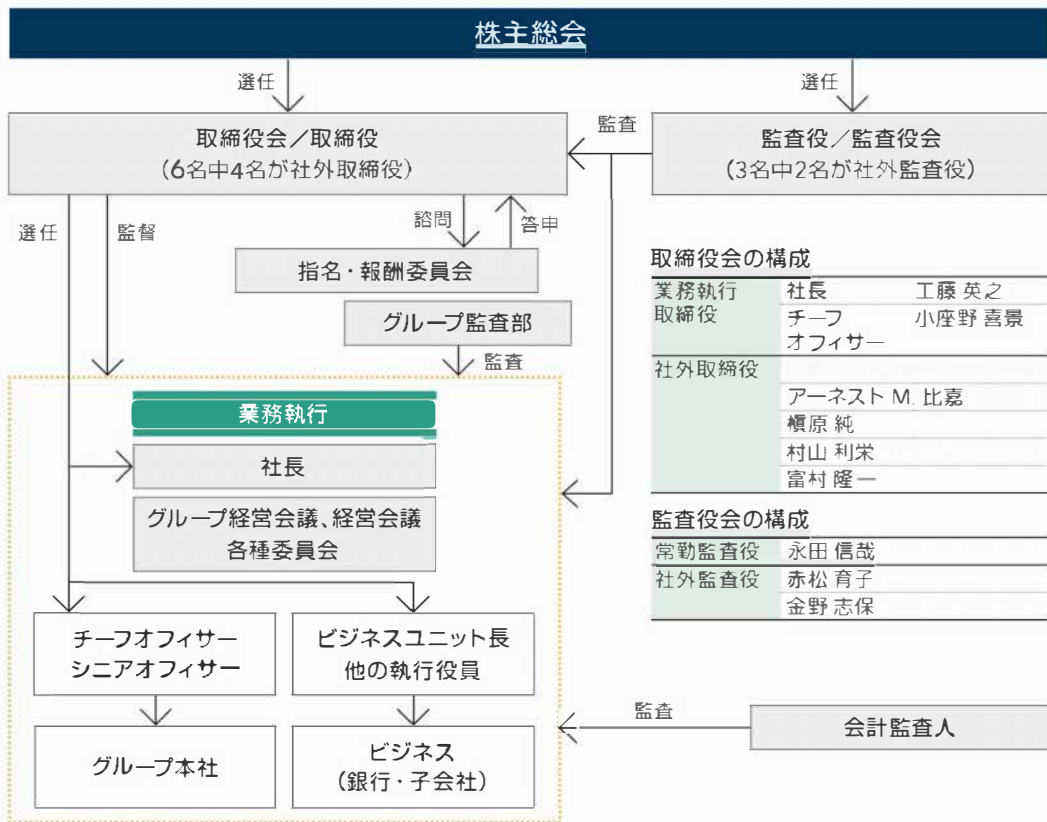 株主総会
選任
選任
取締役会／取締役
（6名中4名が社外取締役）
監査
監査役／監査役会
（3名中2名が社外監査役）
選任
監督
諮問
答申
指名・報酬委員会
グループ監査部
監査
業務執行
社長
グループ経営会議、経営会議
各種委員会
チーフオフィサー
シニアオフィサー
ビジネスユニット長
他の執行役員
グループ本社
ビジネス
（銀行・子会社）
取締役会の構成
業務執行 社長 工藤 英之
取締役 チーフ 小座野 喜景
オフィサー
社外取締役
アーネスト M. 比嘉
槇原 純
村山 利栄
富村 隆一
監査役会の構成
常勤監査役 永田 信哉
社外監査役 赤松 育子
金野 志保
監査
会計監査人